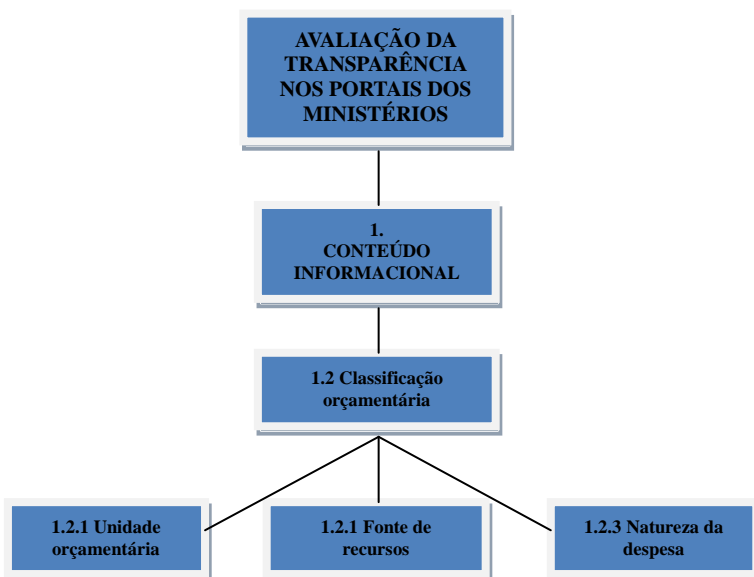 AVALIAÇÃO DA
TRANSPARÊNCIA
NOS PORTAIS DOS
MINISTÉRIOS
1.
CONTEÚDO
INFORMACIONAL
1.2 Classificação
orçamentária
1.2.1 Unidade
orçamentária
1.2.1 Fonte de
recursos
1.2.3 Natureza da
despesa